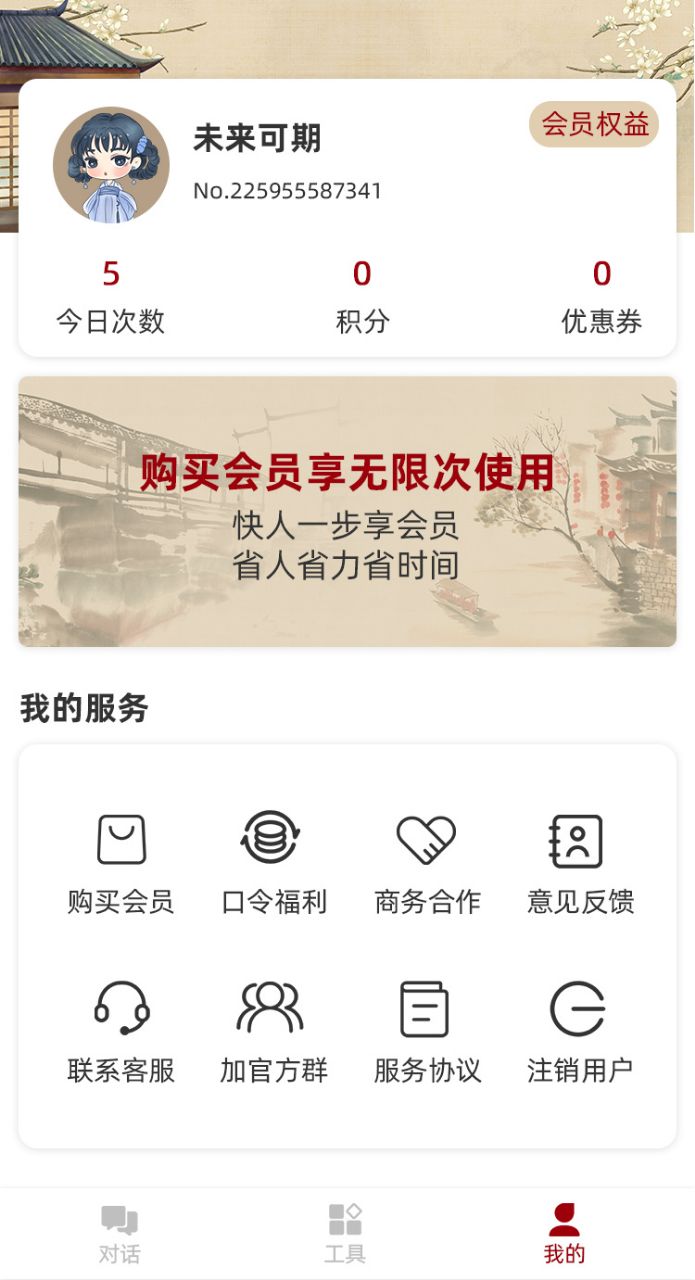 会员权益
未来可期
No.225955587341
5 0 0
今日次数 积分 优惠券
购买会员享无限次使用
快人一步享会员
省人省力省时间
我的服务
购买会员 口令福利 商务合作 意见反馈
联系客服 加官方群 服务协议 注销用户
对话 工具 我的